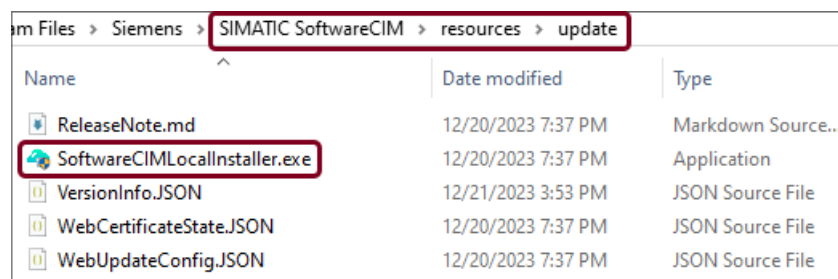 am Files > Siemens > SIMATIC SoftwareCIM > resources > update
Name Date modified Type
ReleaseNote.md 12/20/2023 7:37 PM Markdown Source...
SoftwareCIMLocalInstaller.exe 12/20/2023 7:37 PM Application
VersionInfo.JSON 12/21/2023 3:53 PM JSON Source File
WebCertificateState.JSON 12/20/2023 7:37 PM JSON Source File
WebUpdateConfig.JSON 12/20/2023 7:37 PM JSON Source File